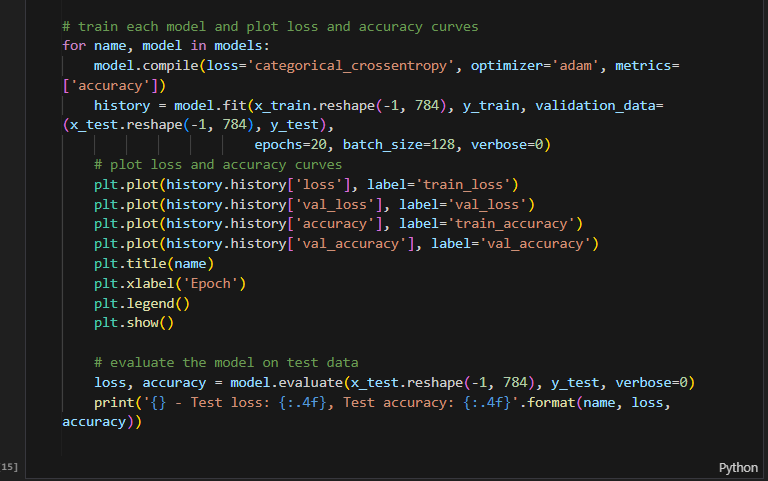 # train each model and plot loss and accuracy curves
for name, model in models:
    model.compile(loss='categorical_crossentropy', optimizer='adam', metrics=
['accuracy'])
    history = model.fit(x_train.reshape(-1, 784), y_train, validation_data=
(x_test.reshape(-1, 784), y_test),
                        epochs=20, batch_size=128, verbose=0)
    # plot loss and accuracy curves
    plt.plot(history.history['loss'], label='train_loss')
    plt.plot(history.history['val_loss'], label='val_loss')
    plt.plot(history.history['accuracy'], label='train_accuracy')
    plt.plot(history.history['val_accuracy'], label='val_accuracy')
    plt.title(name)
    plt.xlabel('Epoch')
    plt.legend()
    plt.show()

    # evaluate the model on test data
    loss, accuracy = model.evaluate(x_test.reshape(-1, 784), y_test, verbose=0)
    print('{} - Test loss: {:.4f}, Test accuracy: {:.4f}'.format(name, loss,
accuracy))
15]
Python